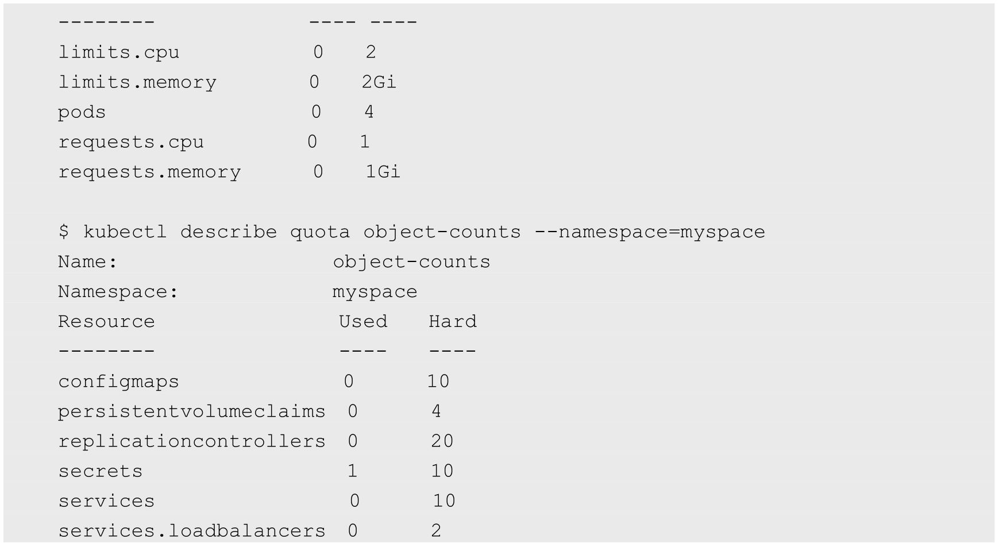 --------             ---- ----
limits.cpu           0    2
limits.memory        0    2Gi
pods                 0    4
requests.cpu         0    1
requests.memory      0    1Gi

$ kubectl describe quota object-counts --namespace=myspace
Name:                  object-counts
Namespace:             myspace
Resource               Used    Hard
--------               ----    ----
configmaps             0       10
persistentvolumeclaims 0       4
replicationcontrollers 0       20
secrets                1       10
services               0       10
services.loadbalancers 0       2